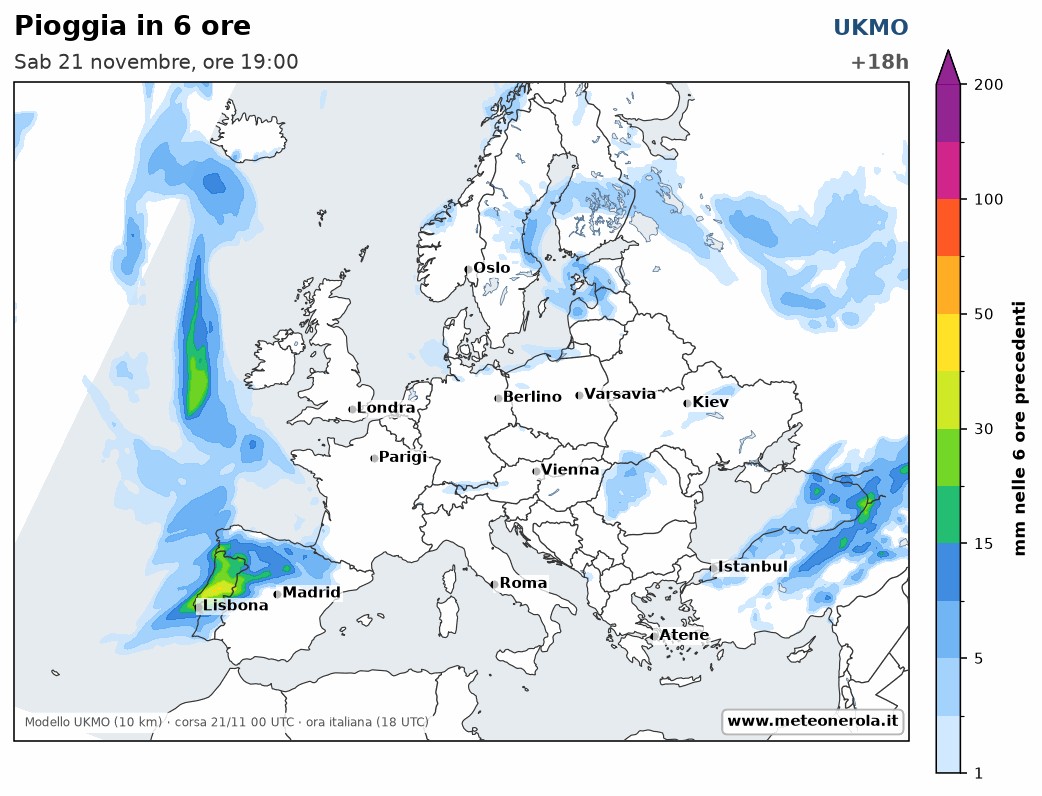 Pioggia in 6 ore
UKMO
Sab 21 novembre, ore 19:00
+18h
200
100
50
30
15
5
1
mm nelle 6 ore precedenti
Oslo
Berlino
Varsavia
Kiev
Londra
Parigi
Vienna
Istanbul
Roma
Madrid
Lisbona
Atene
Modello UKMO (10 km) · corsa 21/11 00 UTC · ora italiana (18 UTC)
www.meteonerola.it